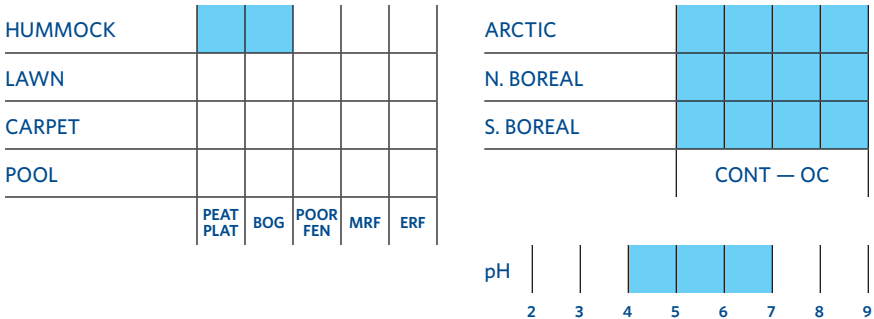 HUMMOCK
LAWN
CARPET
POOL
PEAT PLAT
BOG
POOR FEN
MRF
ERF
ARCTIC
N. BOREAL
S. BOREAL
CONT — OC
pH
2 3 4 5 6 7 8 9